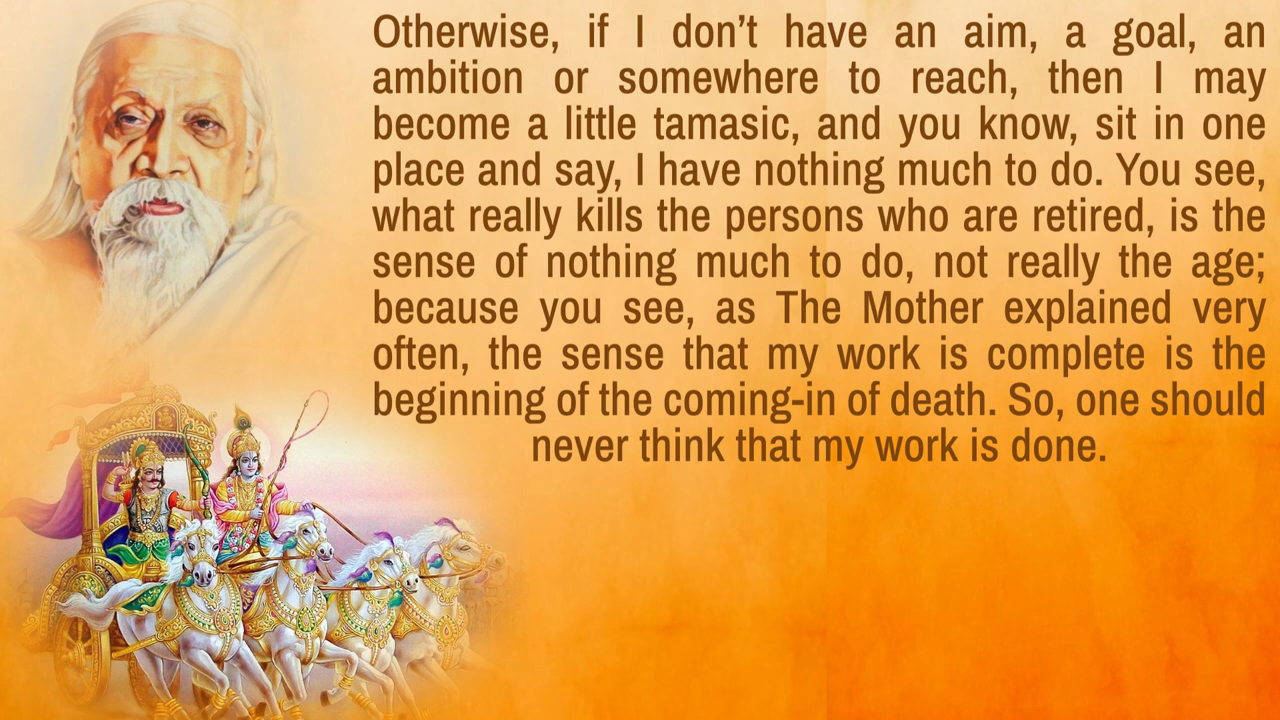 Otherwise, if I don’t have an aim, a goal, an
ambition or somewhere to reach, then I may
become a little tamasic, and you know, sit in one
place and say, I have nothing much to do. You see,
what really kills the persons who are retired, is the
sense of nothing much to do, not really the age;
because you see, as The Mother explained very
often, the sense that my work is complete is the
beginning of the coming-in of death. So, one should
never think that my work is done.